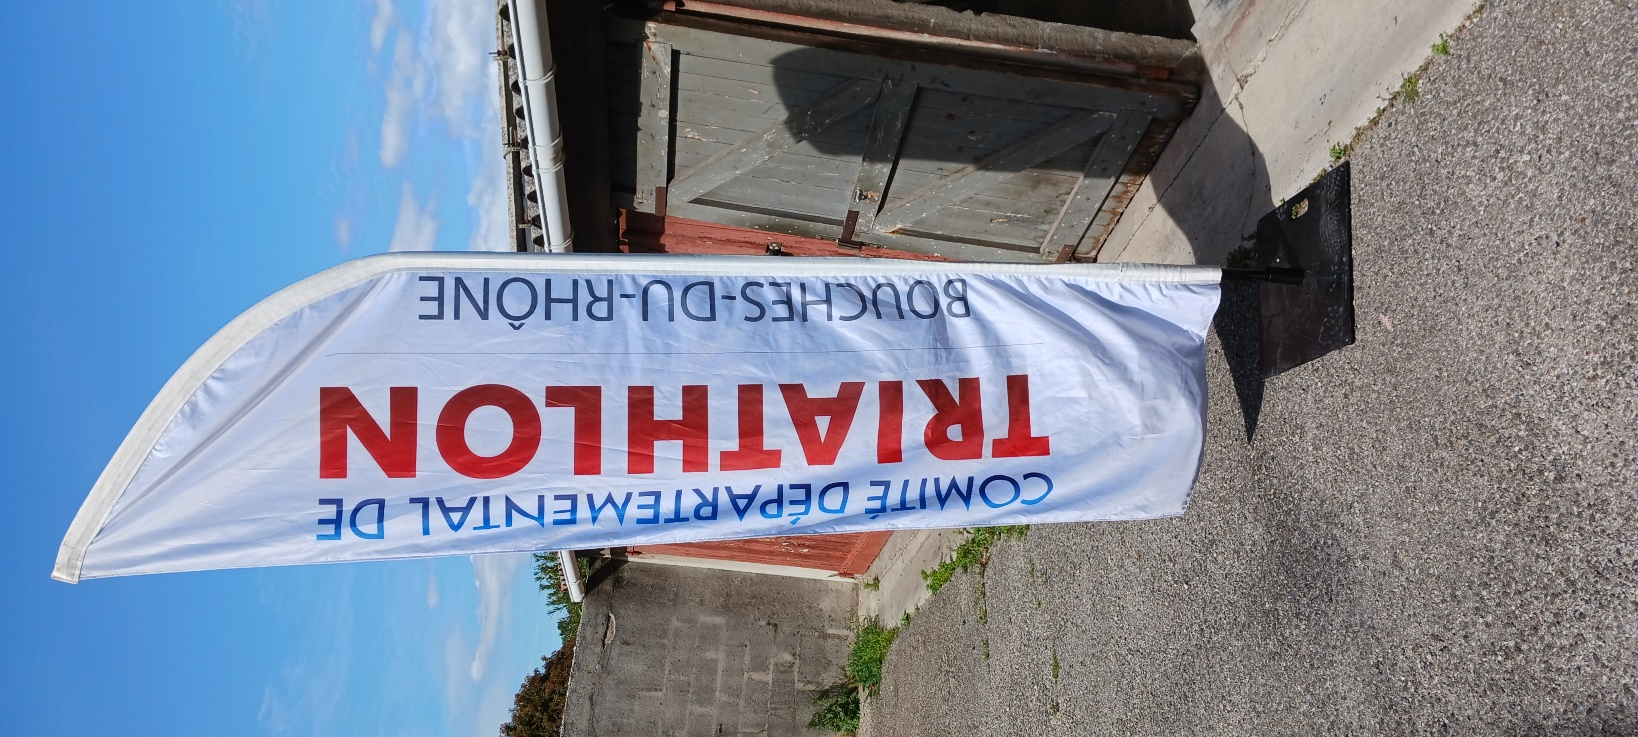 COMITÉ DÉPARTEMENTAL DE
TRIATHLON
BOUCHES-DU-RHÔNE